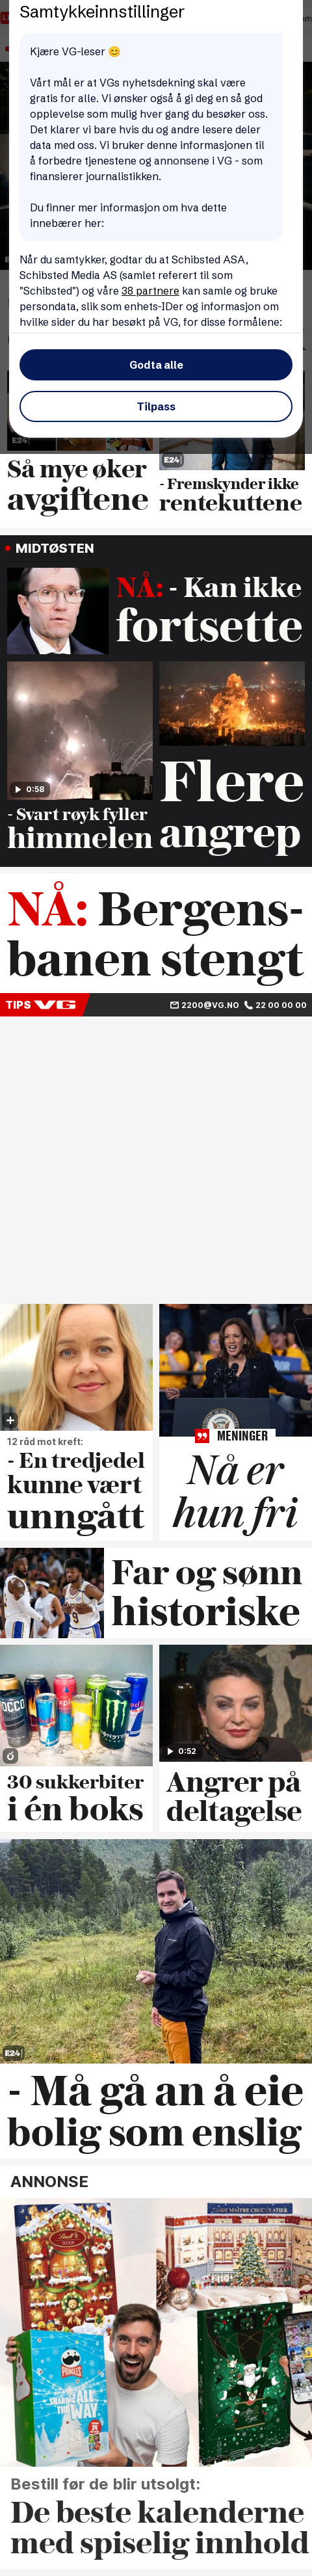 Samtykkeinnstillinger
Kjære VG-leser 😊
Vårt mål er at VGs nyhetsdekning skal være
gratis for alle. Vi ønsker også å gi deg en så god
opplevelse som mulig hver gang du besøker oss.
Det klarer vi bare hvis du og andre lesere deler
data med oss. Vi bruker denne informasjonen til
å forbedre tjenestene og annonsene i VG - som
finansierer journalistikken.
Du finner mer informasjon om hva dette
innebærer her:
Når du samtykker, godtar du at Schibsted ASA,
Schibsted Media AS (samlet referert til som
"Schibsted") og våre 38 partnere kan samle og bruke
persondata, slik som enhets-IDer og informasjon om
hvilke sider du har besøkt på VG, for disse formålene:
Godta alle
Tilpass
E24
Så mye øker
avgiftene
E24
- Fremskynder ikke
rentekuttene
MIDTØSTEN
NÅ: - Kan ikke
fortsette
0:58
- Svart røyk fyller
himmelen
Flere
angrep
NÅ: Bergens-
banen stengt
TIPS VG
2200@VG.NO 22 00 00 00
12 råd mot kreft:
- En tredjedel
kunne vært
unngått
MENINGER
Nå er
hun fri
Far og sønn
historiske
30 sukkerbiter
i én boks
0:52
Angrer på
deltagelse
E24
- Må gå an å eie
bolig som enslig
ANNONSE
Lindt
PRINGLES
SHARING
ALL THE
WAY
MAÎTRE CHOCOLATIER
Bestill før de blir utsolgt:
De beste kalenderne
med spiselig innhold